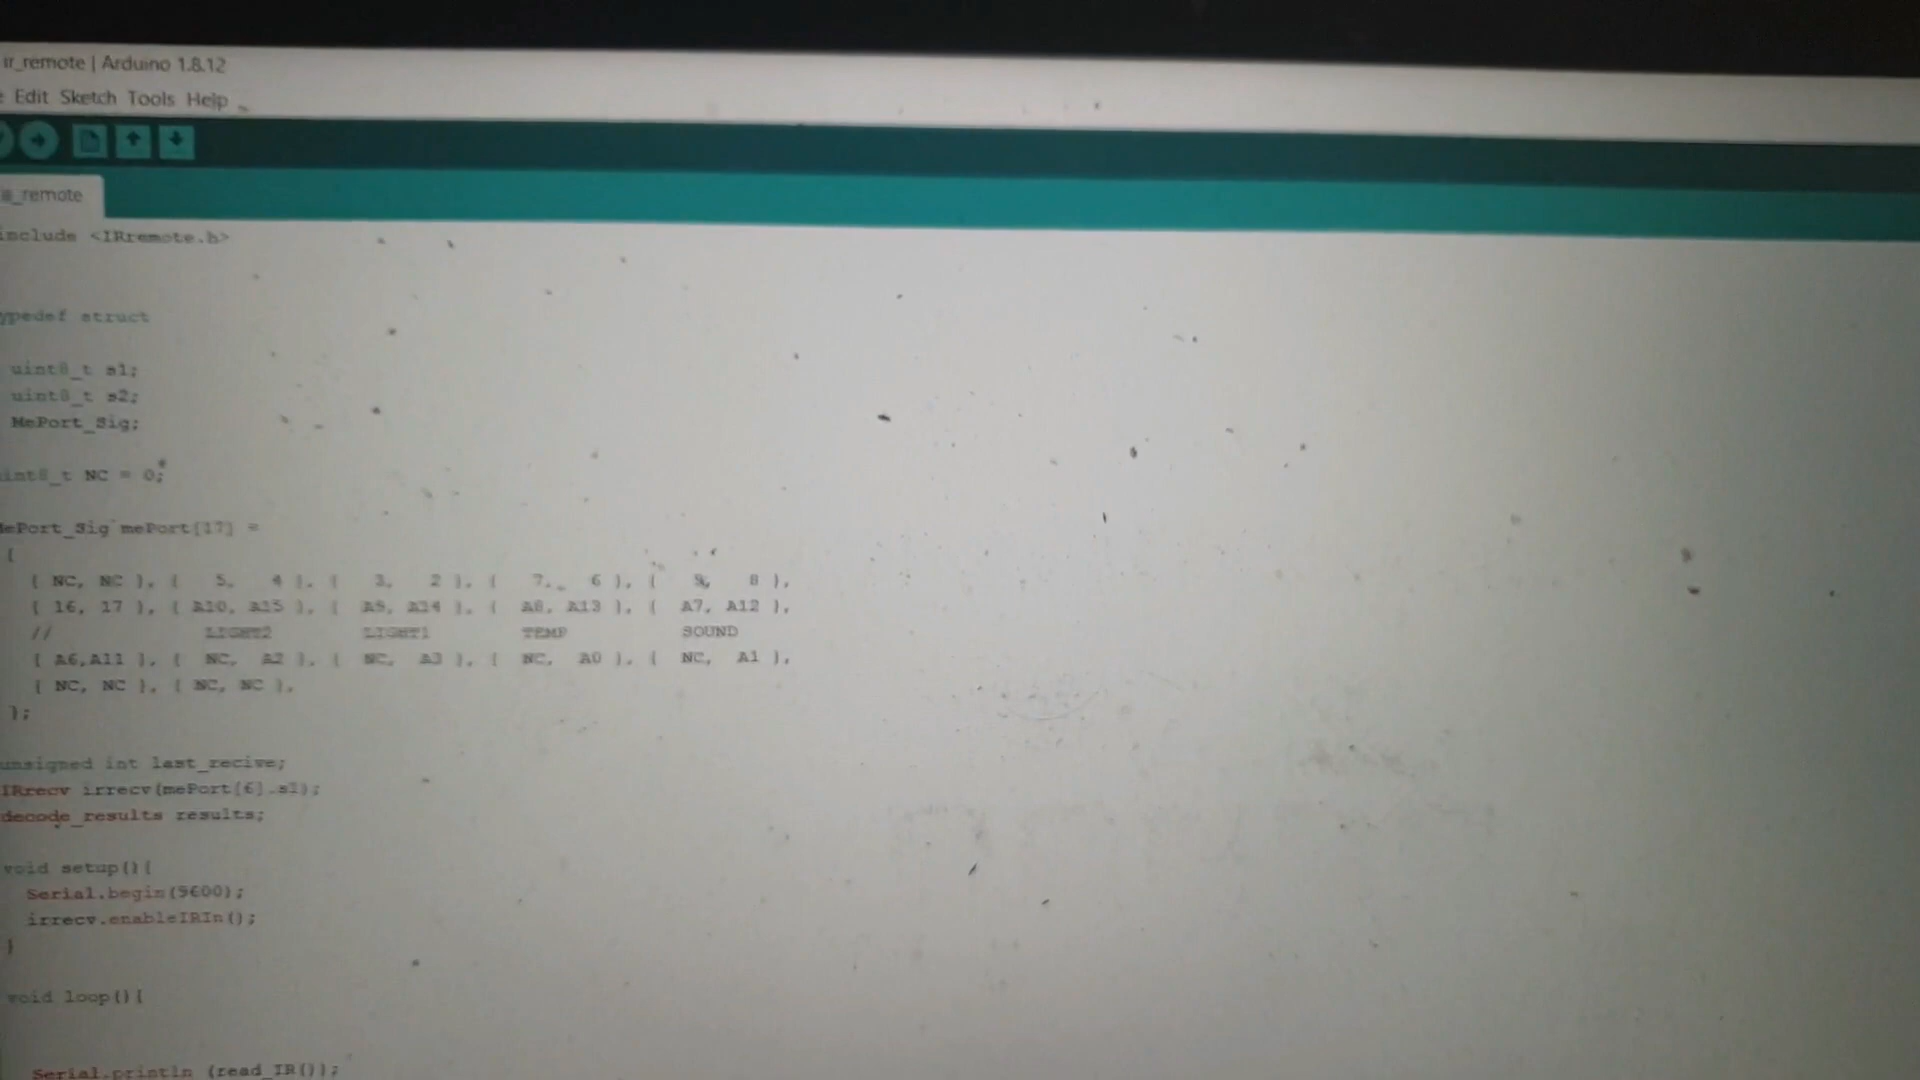 ir_remote | Arduino 1.8.12
Edit Sketch Tools Help
_remote
include <IRremote.h>
ypedef struct
uint8_t s1;
uint8_t s2;
MePort_Sig;
uint8_t NC = 0;
MePort_Sig mePort[17] =
{
{ NC, NC }, { 5, 4 }, { 3, 2 }, { 7, 6 }, { 9, 8 },
{ 16, 17 }, { A10, A15 }, { A9, A14 }, { A8, A13 }, { A7, A12 },
// LIGHT2 LIGHT1 TEMP SOUND
{ A6,A11 }, { NC, A2 }, { NC, A3 }, { NC, A0 }, { NC, A1 },
{ NC, NC }, { NC, NC },
};
unsigned int last_recive;
IRrecv irrecv(mePort[6].s1);
decode_results results;
void setup(){
Serial.begin(9600);
irrecv.enableIRIn();
}
void loop(){
Serial.println (read_IR());